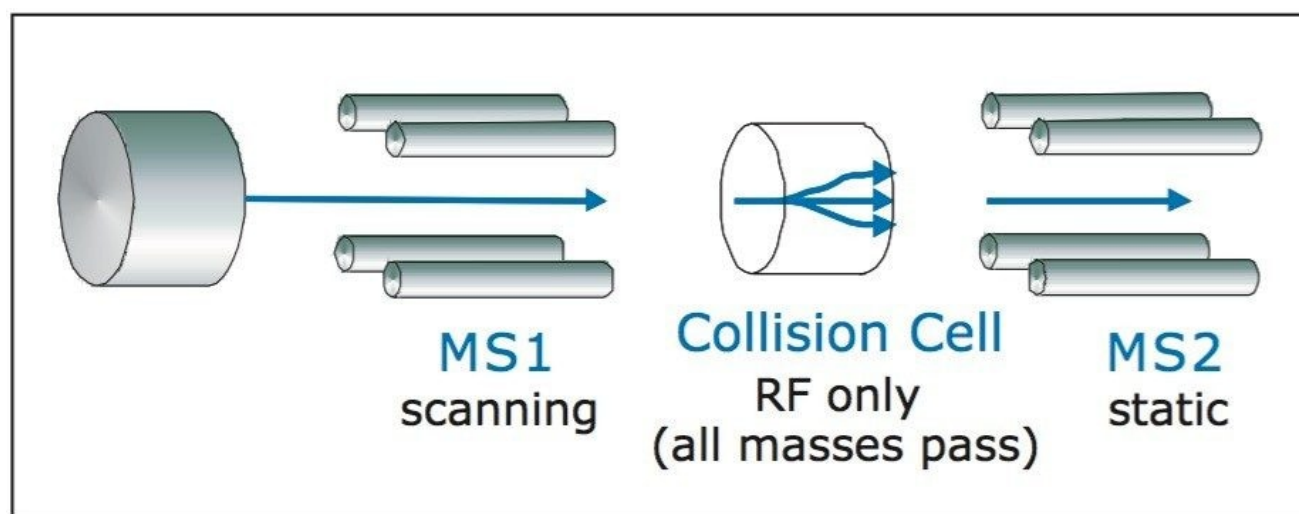 MS1
scanning
Collision Cell
RF only
(all masses pass)
MS2
static